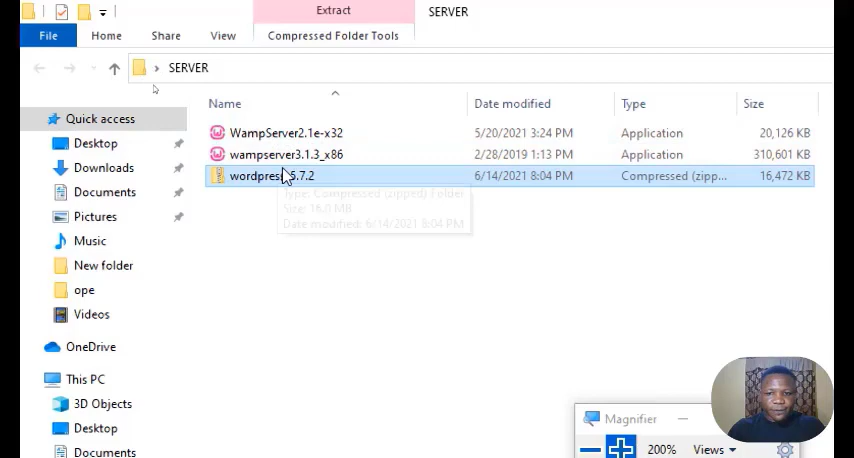 Extract
SERVER
File
Home
Share
View
Compressed Folder Tools
SERVER
Quick access
Desktop
Downloads
Documents
Pictures
Music
New folder
ope
Videos
OneDrive
This PC
3D Objects
Desktop
Documents
Name
Date modified
Type
Size
WampServer2.1e-x32
5/20/2021 3:24 PM
Application
20,126 KB
wampserver3.1.3_x86
2/28/2019 1:13 PM
Application
310,601 KB
6/14/2021 8:04 PM
Compressed (zipp...
16,472 KB
Type: Compressed (zipped) Folder
Size: 16.0 MB
Date modified: 6/14/2021 8:04 PM
Magnifier
200%
Views